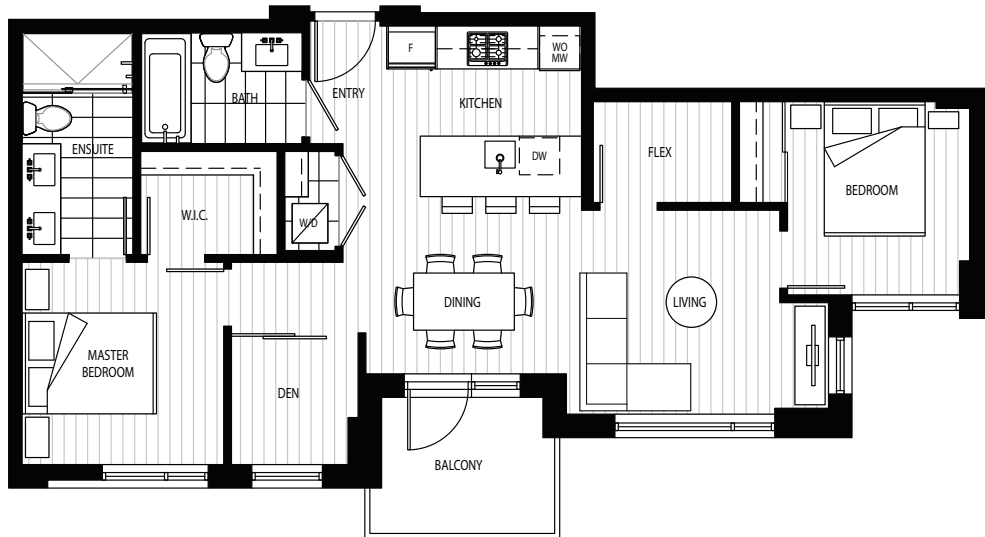 F
WO
MW
BATH
ENTRY
KITCHEN
ENSUITE
DW
FLEX
BEDROOM
W.I.C.
W/D
DINING
LIVING
MASTER
BEDROOM
DEN
BALCONY